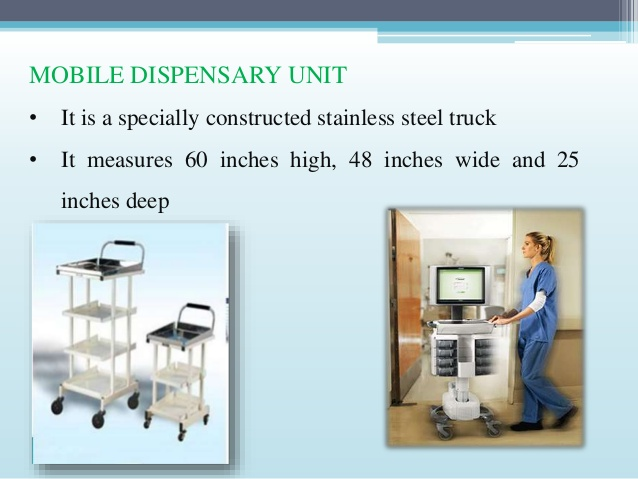 MOBILE DISPENSARY UNIT
• It is a specially constructed stainless steel truck
• It measures 60 inches high, 48 inches wide and 25
inches deep